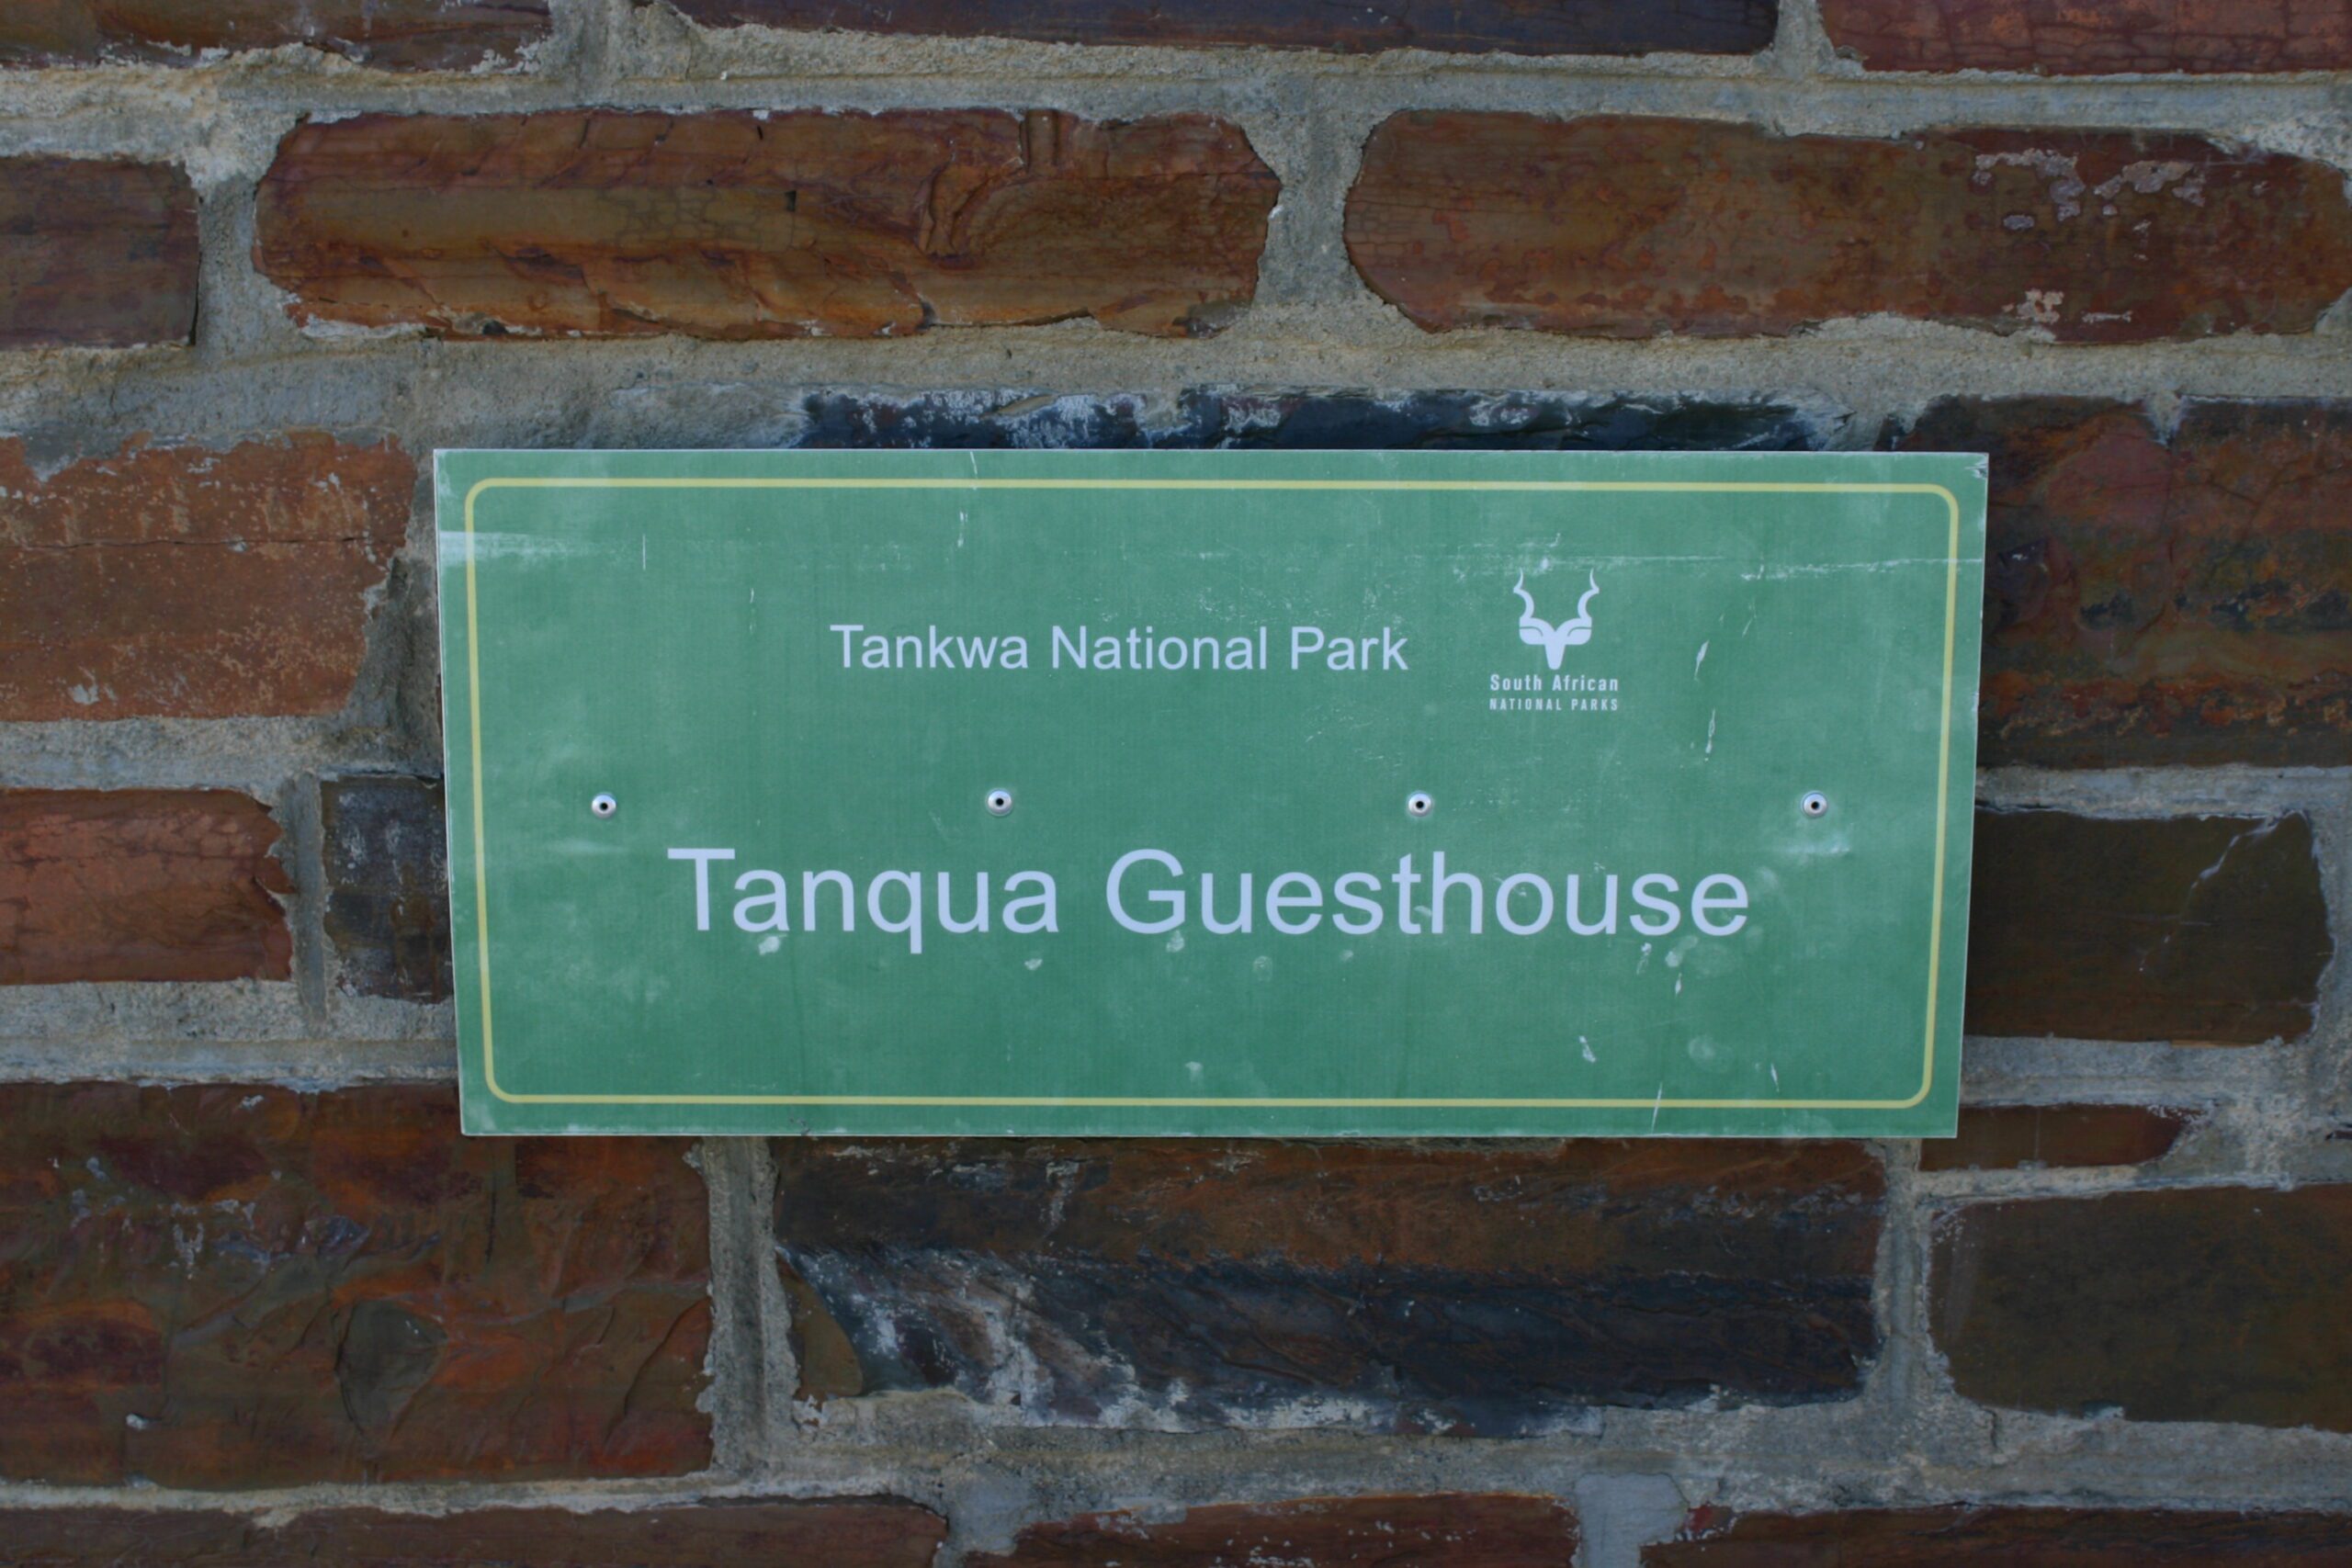 Tankwa National Park
South African
NATIONAL PARKS
Tanqua Guesthouse